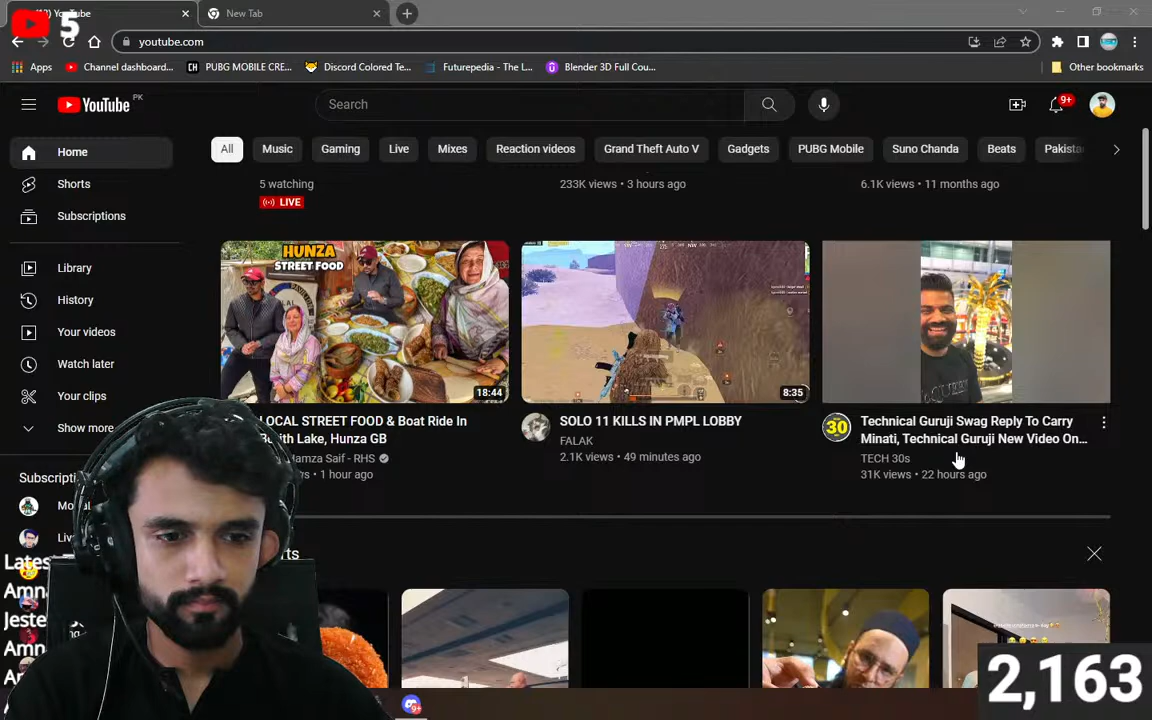 YouTube
New Tab
5
youtube.com
Apps
Channel dashboard...
PUBG MOBILE CRE...
Discord Colored Te...
Futurepedia - The L...
Blender 3D Full Cou...
Other bookmarks
YouTube PK
Search
9+
Home
Shorts
Subscriptions
Library
History
Your videos
Watch later
Your clips
Show more
All
Music
Gaming
Live
Mixes
Reaction videos
Grand Theft Auto V
Gadgets
PUBG Mobile
Suno Chanda
Beats
5 watching
LIVE
233K views • 3 hours ago
6.1K views • 11 months ago
HUNZA
STREET FOOD
18:44
8:35
LOCAL STREET FOOD & Boat Ride In
Lake, Hunza GB
Hamza Saif - RHS
• 1 hour ago
SOLO 11 KILLS IN PMPL LOBBY
FALAK
2.1K views • 49 minutes ago
30
Technical Guruji Swag Reply To Carry
Minati, Technical Guruji New Video On...
TECH 30s
31K views • 22 hours ago
2,163